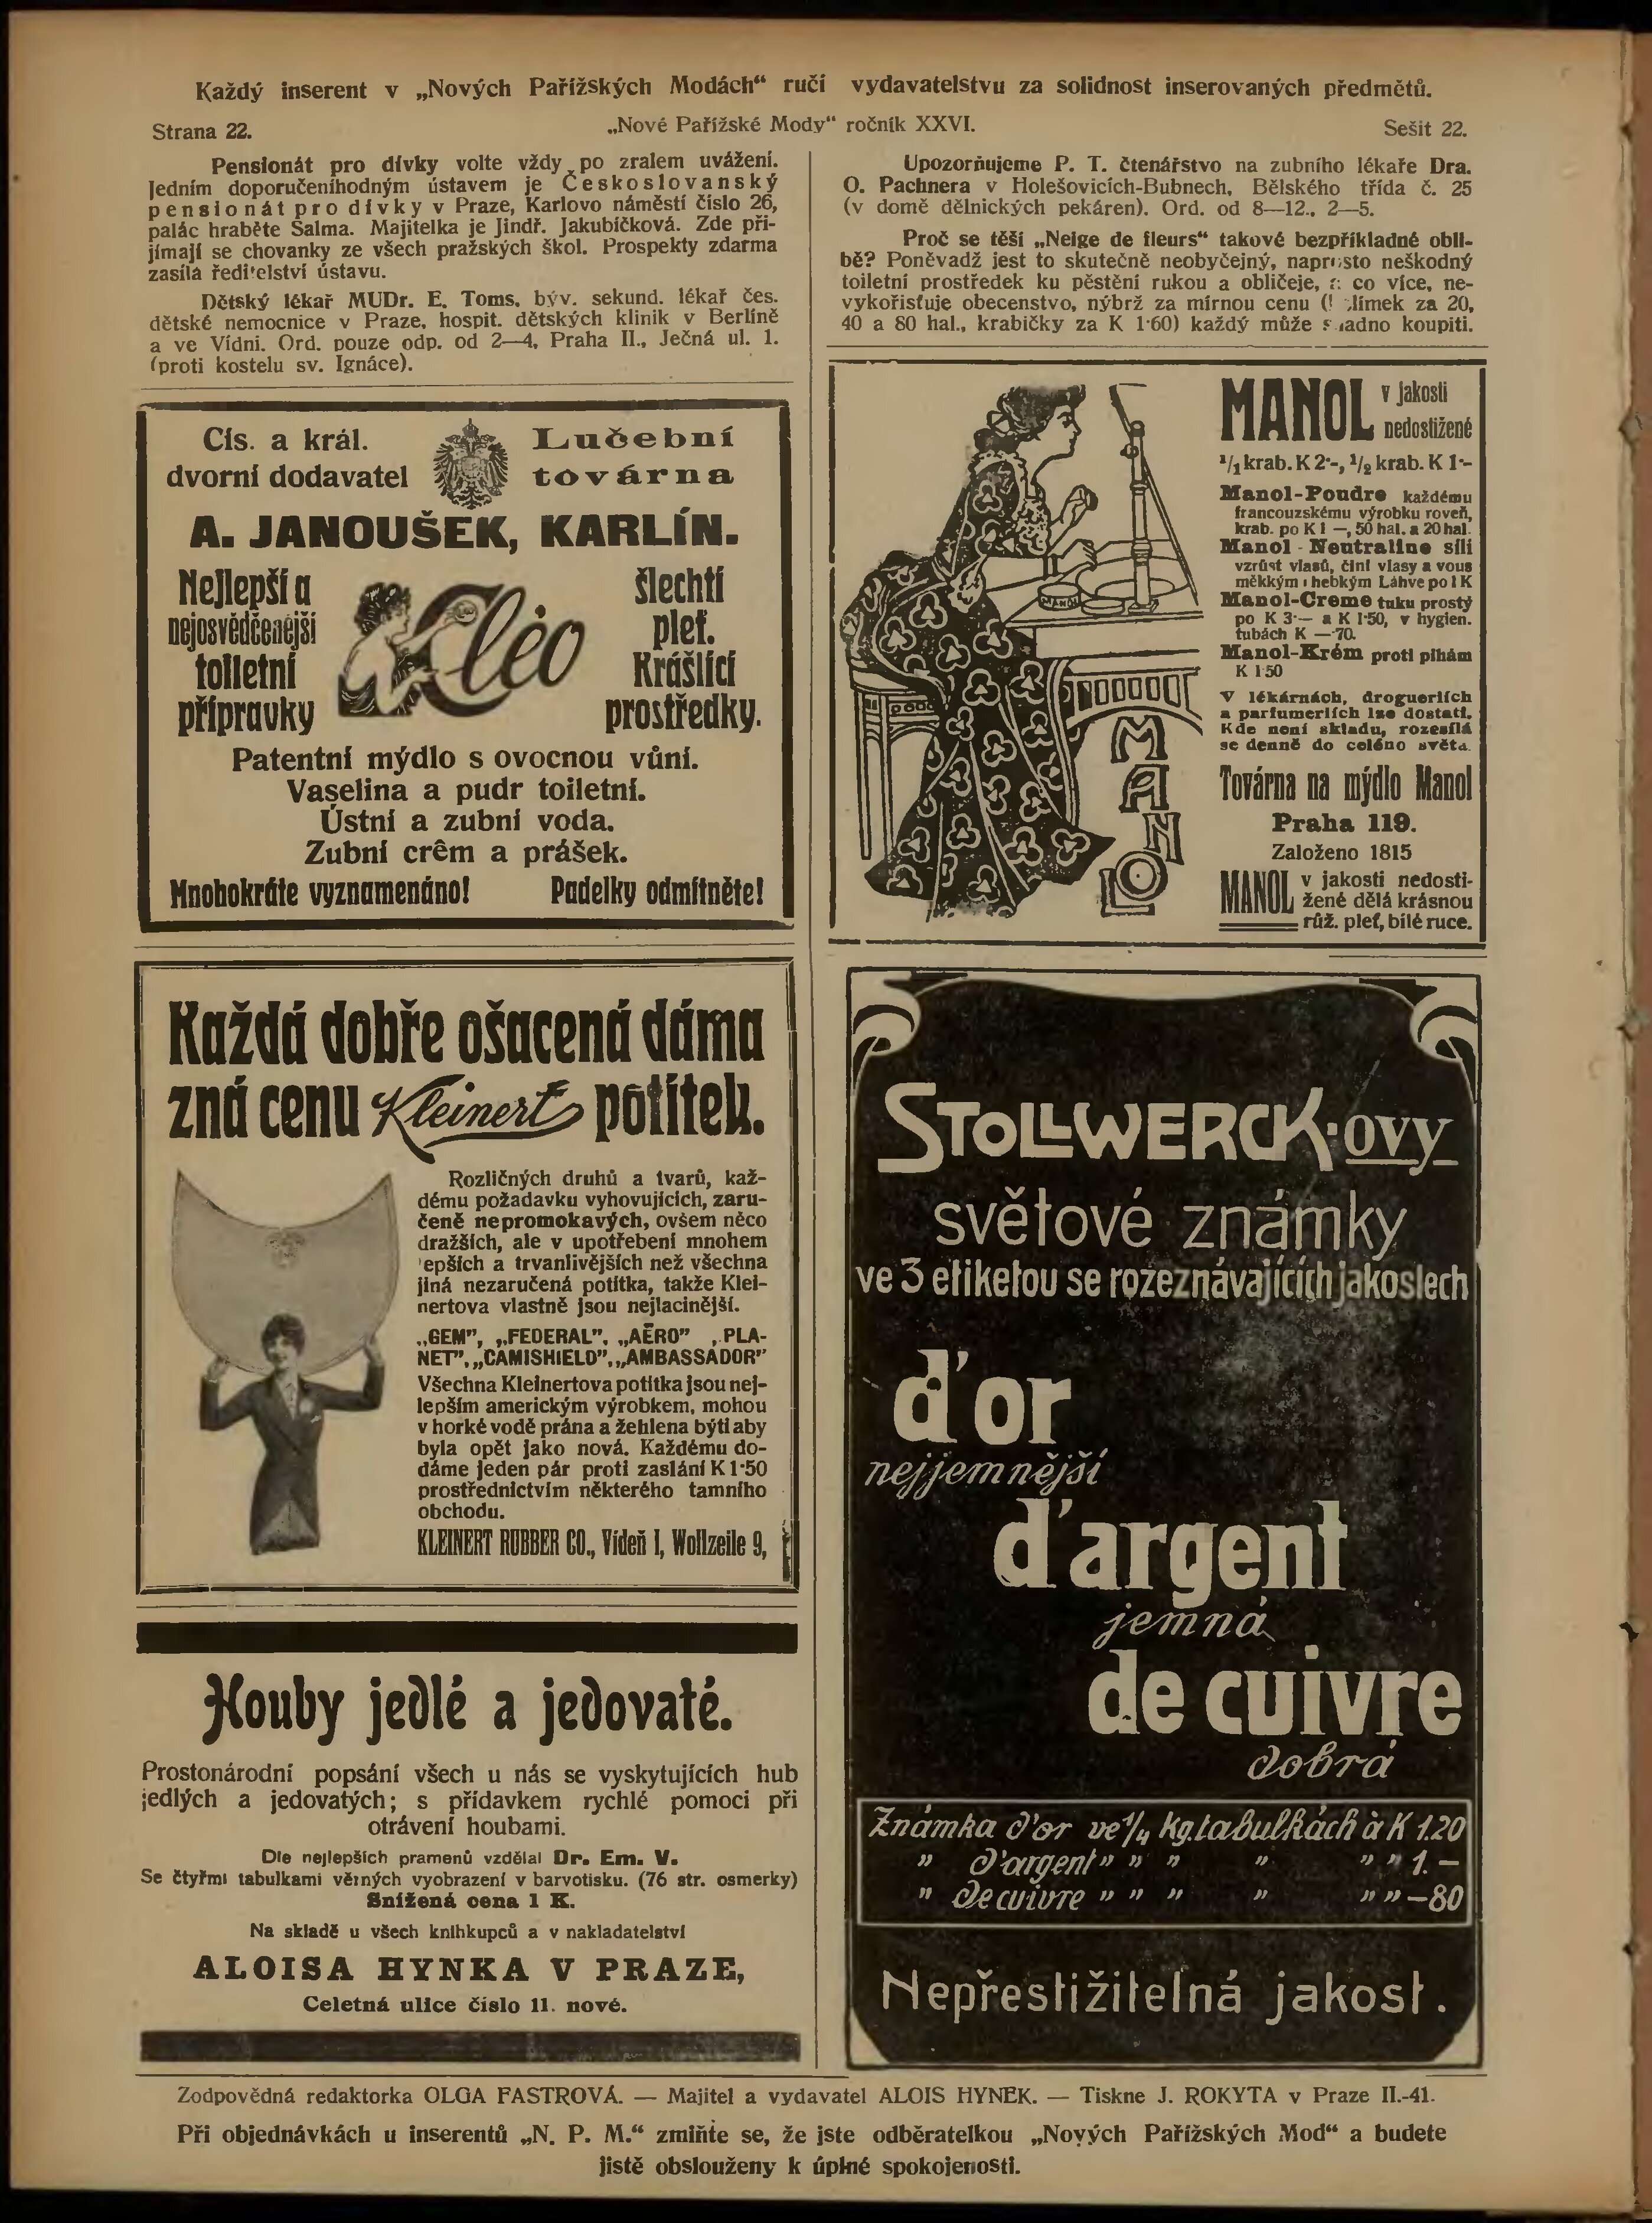 Každý inserent v „Nových Pařížských Modách“ ručí vydavatelstvu za solidnost inserovaných předmětů.
Strana 22.
„Nové Pařížské Mody“ ročník XXVI.
Sešit 22.
Pensionát pro dívky volte vždy po zralem uvážení.
Jedním doporučeníhodným ústavem je Českoslovanský
pensionát pro dívky v Praze, Karlovo náměstí číslo 26,
palác hraběte Salma. Majitelka je Jindř. Jakubíčková. Zde při-
jímají se chovanky ze všech pražských škol. Prospekty zdarma
zasílá ředitelství ústavu.
Dětský lékař MUDr. E. Toms, býv. sekund. lékař čes.
dětské nemocnice v Praze, hospit. dětských klinik v Berlíně
a ve Vídni. Ord. pouze odp. od 2—4, Praha II., Ječná ul. 1.
(proti kostelu sv. Ignáce).
Cís. a král.
dvorní dodavatel
Lučební
továrna
A. JANOUŠEK, KARLÍN.
Nejlepší a
nejosvědčenější
toiletní
přípravky
Cléo
šlechtí
pleť.
Krášlící
prostředky.
Patentní mýdlo s ovocnou vůní.
Vaselina a pudr toiletní.
Ústní a zubní voda.
Zubní crêm a prášek.
Mnohokráte vyznamenáno! Padělky odmítněte!
Každá dobře ošacená dáma
zná cenu Kleinert potítek.
Rozličných druhů a tvarů, kaž-
dému požadavku vyhovujících, zaru-
čeně nepromokavých, ovšem něco
dražších, ale v upotřebení mnohem
lepších a trvanlivějších než všechna
jiná nezaručená potítka, takže Klei-
nertova vlastně jsou nejlacinější.
„GEM”, „FEDERAL”, „AËRO” „PLA-
NET”, „CAMISHIELD”, „AMBASSADOR”
Všechna Kleinertova potítka jsou nej-
lepším americkým výrobkem, mohou
v horké vodě prána a žehlena býti aby
byla opět jako nová. Každému do-
dáme jeden pár proti zaslání K 1·50
prostřednictvím některého tamního
obchodu.
KLEINERT RUBBER CO., Vídeň I, Wollzeile 9,
Houby jedlé a jedovaté.
Prostonárodní popsání všech u nás se vyskytujících hub
jedlých a jedovatých; s přídavkem rychlé pomoci při
otrávení houbami.
Dle nejlepších pramenů vzdělal Dr. Em. V.
Se čtyřmi tabulkami věrných vyobrazení v barvotisku. (76 str. osmerky)
Snížená cena 1 K.
Na skladě u všech knihkupců a v nakladatelství
ALOISA HYNKA V PRAZE,
Celetná ulice číslo 11. nové.
Upozorňujeme P. T. čtenářstvo na zubního lékaře Dra.
O. Pachnera v Holešovicích-Bubnech, Bělského třída č. 25
(v domě dělnických pekáren). Ord. od 8—12., 2—5.
Proč se těší „Neige de fleurs“ takové bezpříkladné obli-
bě? Poněvadž jest to skutečně neobyčejný, naprosto neškodný
toiletní prostředek ku pěstění rukou a obličeje, co více, ne-
vykořisťuje obecenstvo, nýbrž za mírnou cenu za 20,
40 a 80 hal., krabičky za K 1·60) každý může snadno koupiti.
MANOL v jakosti
nedostižené
1/1 krab. K 2·-, 1/2 krab. K 1·-
Manol-Poudre každému
francouzskému výrobku roveň,
krab. po K 1 —, 50 hal. a 20 hal.
Manol - Neutraline sílí
vzrůst vlasů, činí vlasy a vous
měkkým i hebkým Láhve po 1 K
Manol-Creme tuku prostý
po K 3·— a K 1·50, v hygien.
tubách K —·70.
Manol-Krém proti pihám
K 1·50
V lékárnách, drogueriích
a parfumeriích lze dostati.
Kde není skladu, rozesílá
se denně do celého světa.
Továrna na mýdlo Manol
Praha 119.
Založeno 1815
MANOL v jakosti nedosti-
žené dělá krásnou
růž. pleť, bílé ruce.
MANOL
MANOL
STOLLWERCK·ovy
světové známky
ve 3 etiketou se rozeznávajících jakostech
d'or
nejjemnější
d'argent
jemná
de cuivre
dobrá
Známka d'or ve 1/4 kg. tabulkách à K 1.20
„ d'argent „ „ „ „ „ „ 1.—
„ de cuivre „ „ „ „ „ „ —80
Nepřestižitelná jakost.
Zodpovědná redaktorka OLGA FASTROVÁ. — Majitel a vydavatel ALOIS HYNEK. — Tiskne J. ROKYTA v Praze II.-41.
Při objednávkách u inserentů „N. P. M.“ zmiňte se, že jste odběratelkou „Nových Pařížských Mod“ a budete
jistě obslouženy k úplné spokojenosti.